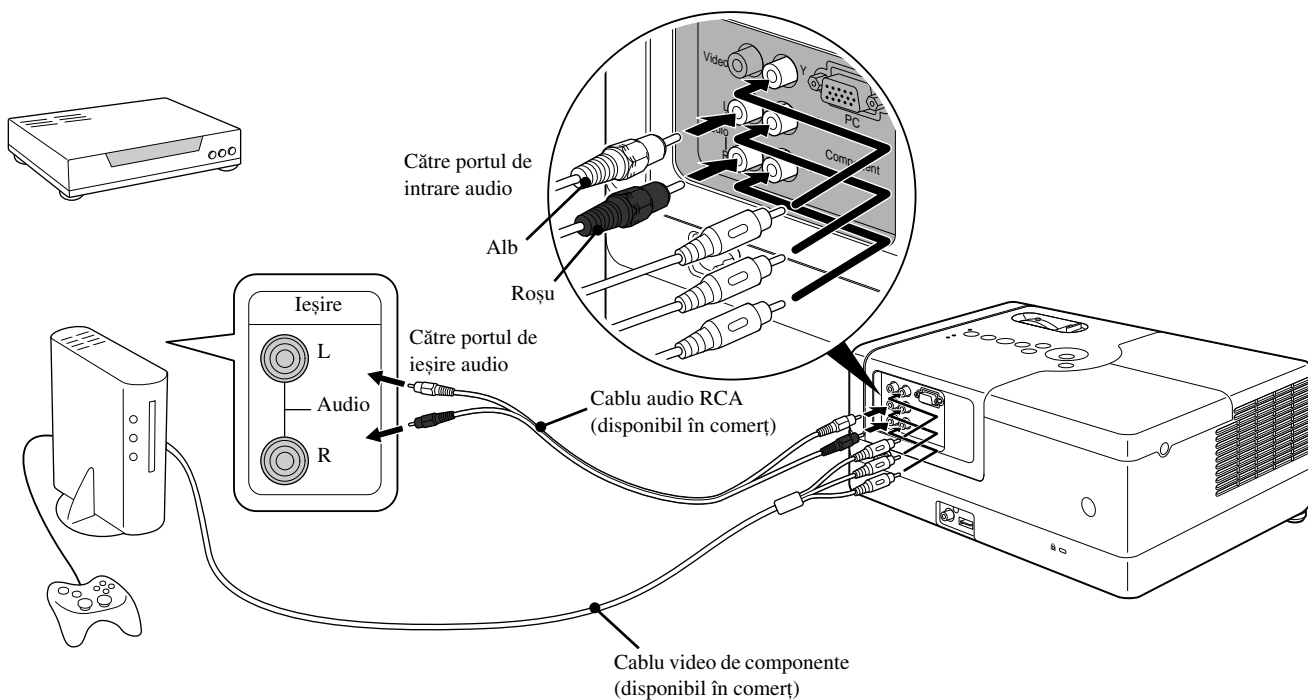 Video
Y
L
PC
R
Component
Către portul de
intrare audio
Alb
Roșu
Ieșire
L
Audio
R
Către portul de
ieșire audio
Cablu audio RCA
(disponibil în comerț)
Cablu video de componente
(disponibil în comerț)